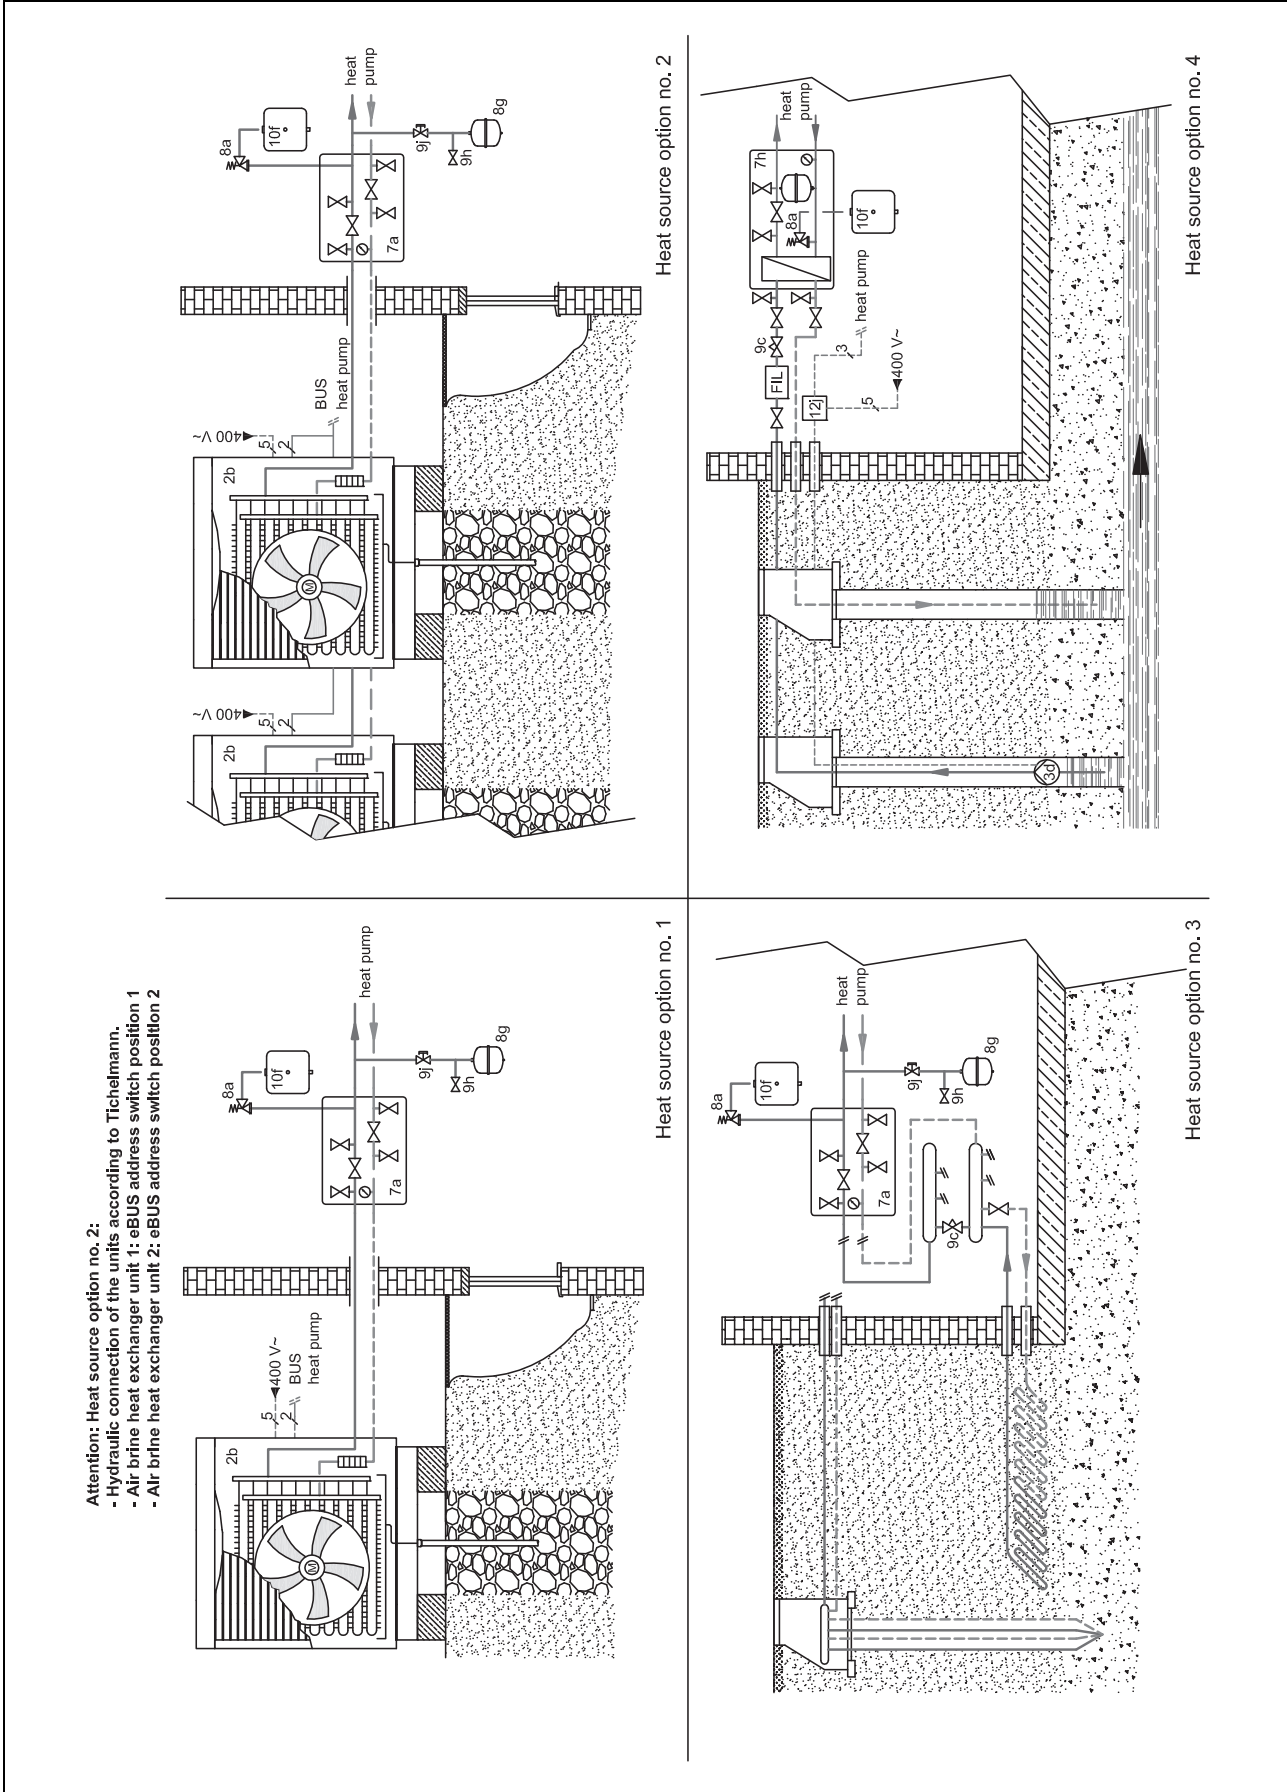 Attention: Heat source option no. 2:
- Hydraulic connection of the units according to Tichelmann.
- Air brine heat exchanger unit 1: eBUS address switch position 1
- Air brine heat exchanger unit 2: eBUS address switch position 2
2b
M
5
400 V~
2
BUS
heat pump
8a
10f
heat pump
7a
9j
9h
8g
Heat source option no. 1
400 V~
5
2
2b
400 V~
5
2
2b
M
BUS
heat pump
8a
10f
heat
pump
7a
9j
9h
8g
Heat source option no. 2
8a
10f
heat
pump
7a
9j
9h
8g
9c
Heat source option no. 3
7h
heat
pump
9c
FIL
8a
10f
12j
3
heat pump
5
400 V~
3d
Heat source option no. 4